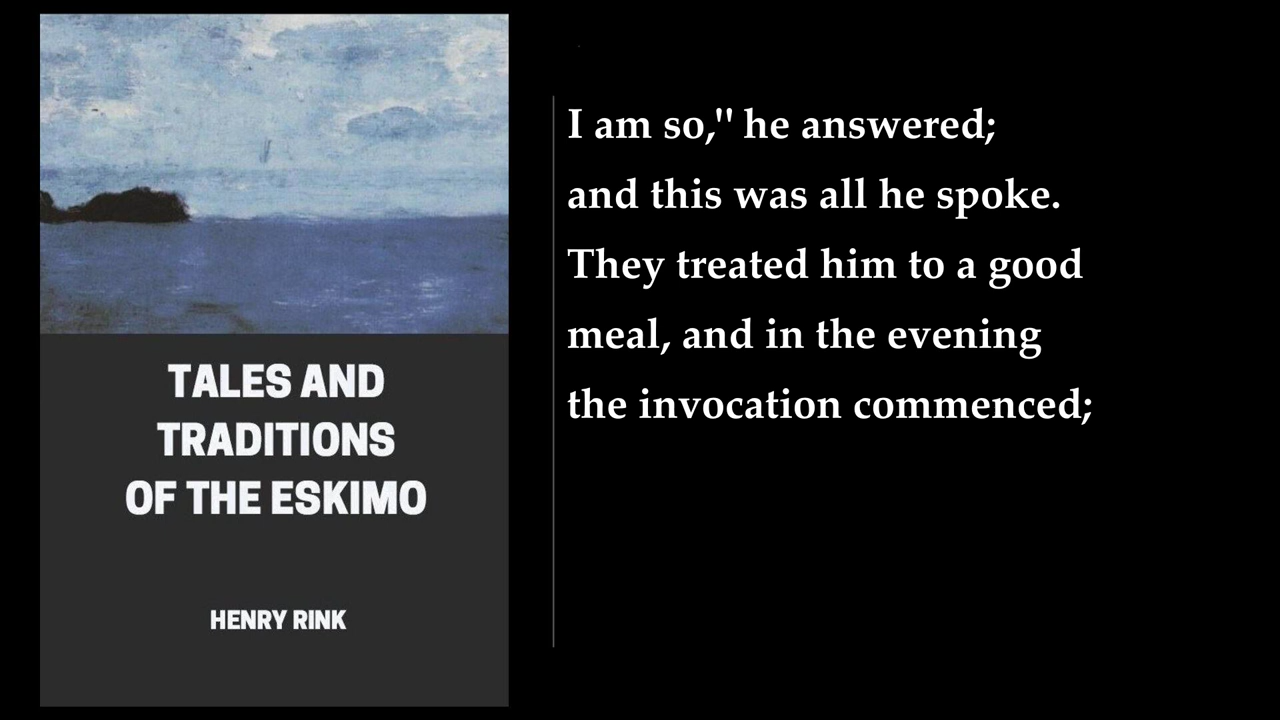 TALES AND
TRADITIONS
OF THE ESKIMO
HENRY RINK
I am so," he answered;
and this was all he spoke.
They treated him to a good
meal, and in the evening
the invocation commenced;